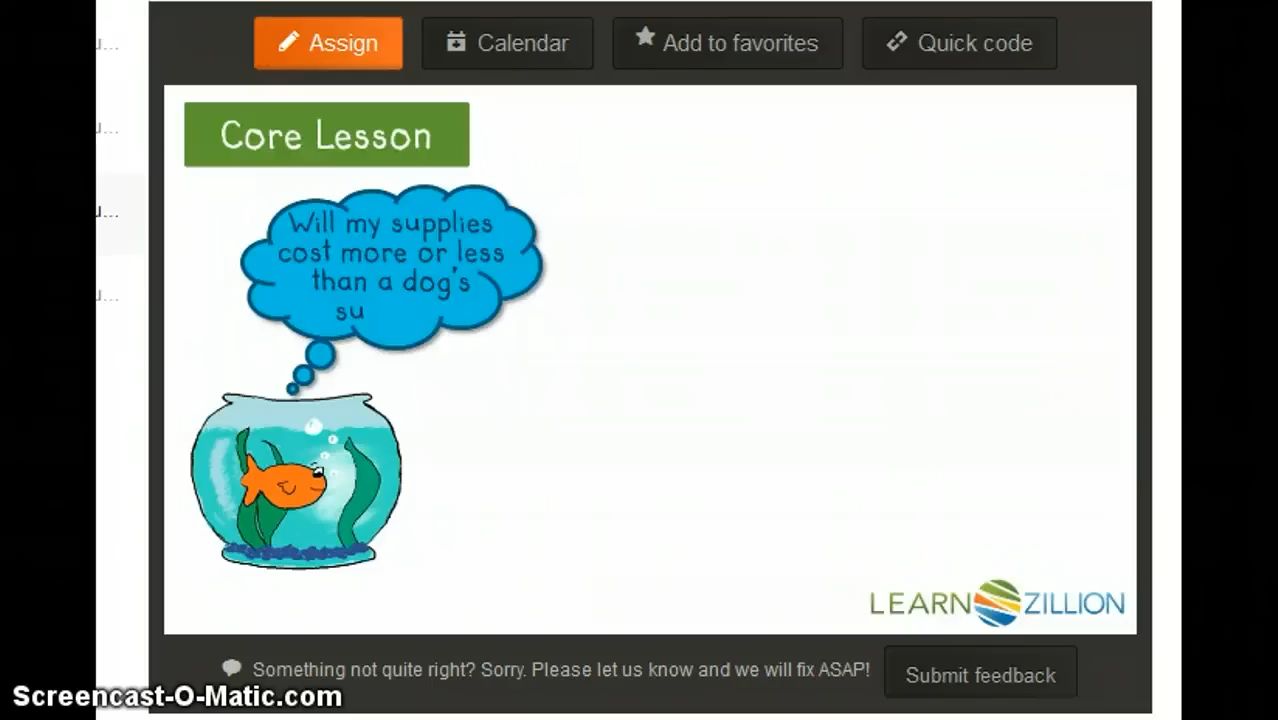 Assign
Calendar
Add to favorites
Quick code
u...
u...
u...
u...
Core Lesson
Will my supplies
cost more or less
than a dog's
su
LEARN ZILLION
Something not quite right? Sorry. Please let us know and we will fix ASAP!
Submit feedback
Screencast-O-Matic.com